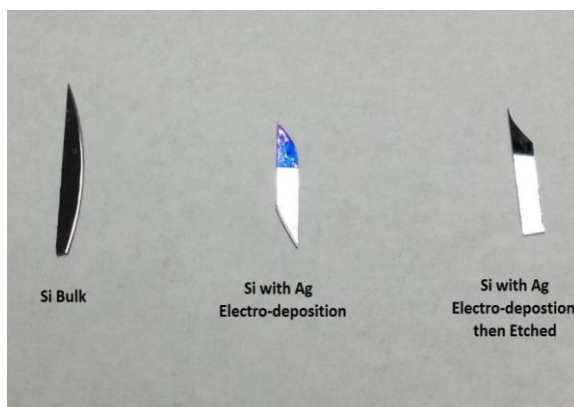 Si Bulk
Si with Ag
Electro-deposition
Si with Ag
Electro-depostion
then Etched